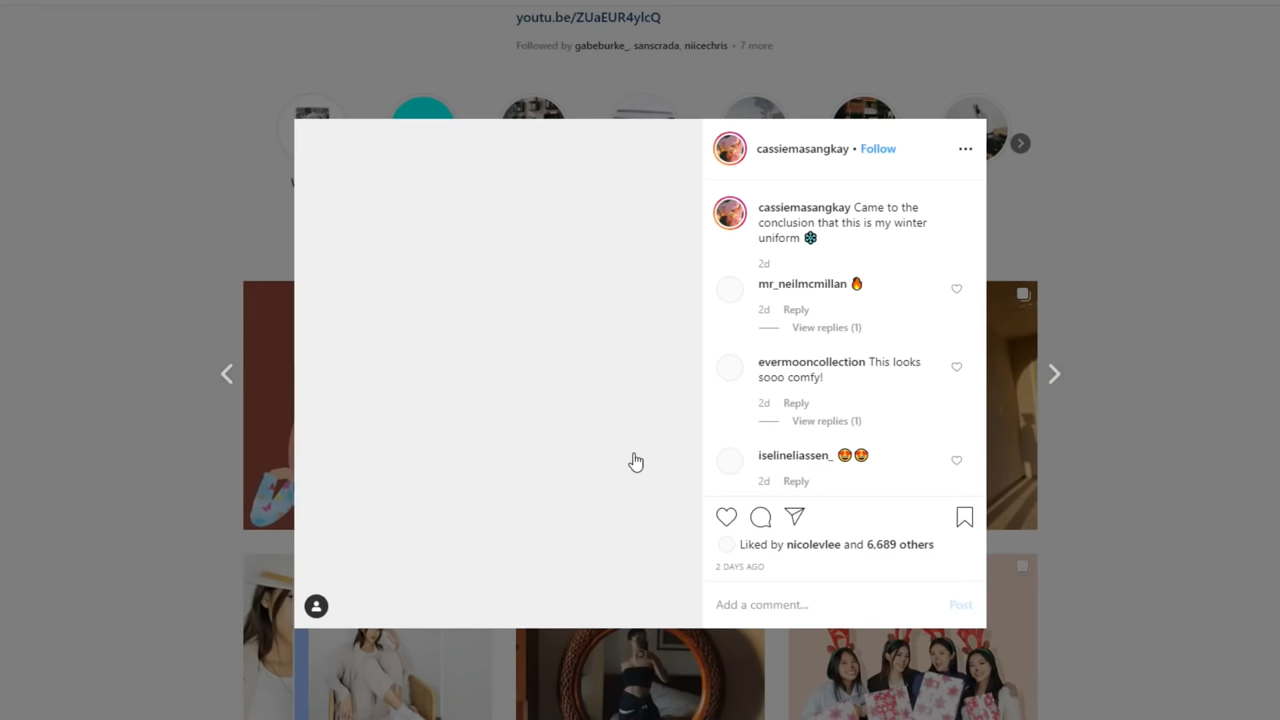 youtu.be/ZUaEUR4ylcQ
Followed by gabeburke_, sanscrada, niicechris + 7 more
cassiemasangkay • Follow
cassiemasangkay Came to the
conclusion that this is my winter
uniform
2d
mr_neilmcmillan 🔥
2d Reply
View replies (1)
evermooncollection This looks
sooo comfy!
2d Reply
View replies (1)
iselineliassen_ 😍😍
2d Reply
Liked by nicolevlee and 6,689 others
2 DAYS AGO
Add a comment... Post